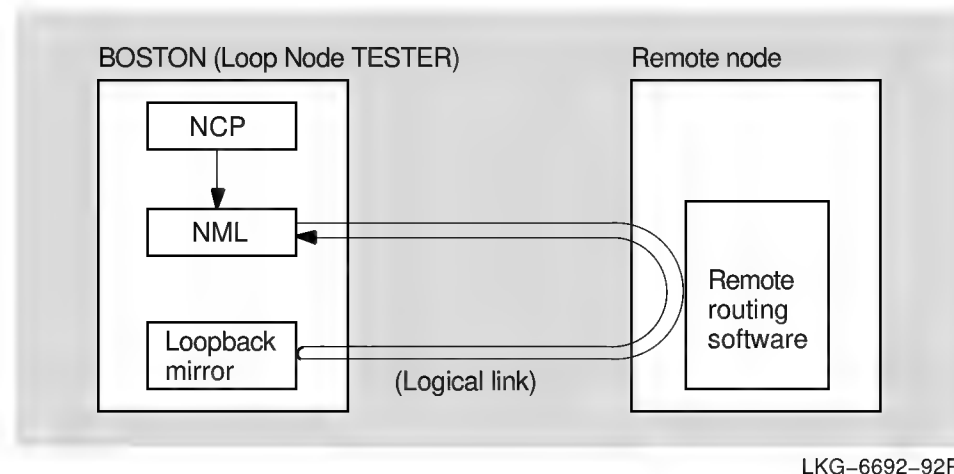 BOSTON (Loop Node TESTER)
Remote node
NCP
NML
Loopback
mirror
(Logical link)
Remote
routing
software
LKG–6692–92R